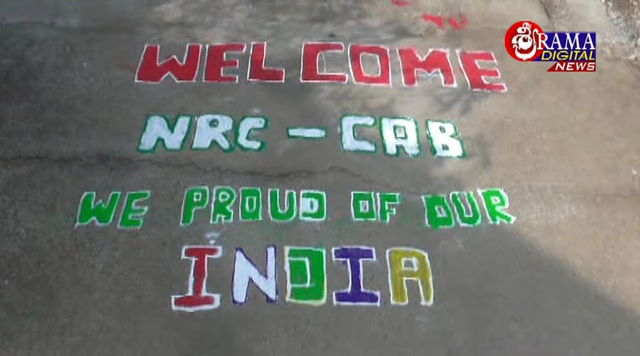 శ్రీRAMA
DIGITAL
NEWS
WELCOME
NRC - CAB
WE PROUD OF OUR
INDIA